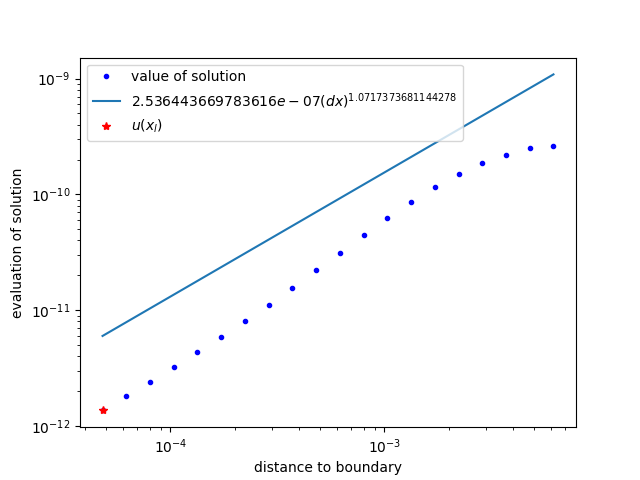 value of solution
2.536443669783616e − 07(dx)^1.0717373681144278
u(x_l)
10^−9
10^−10
10^−11
10^−12
evaluation of solution
10^−4
10^−3
distance to boundary